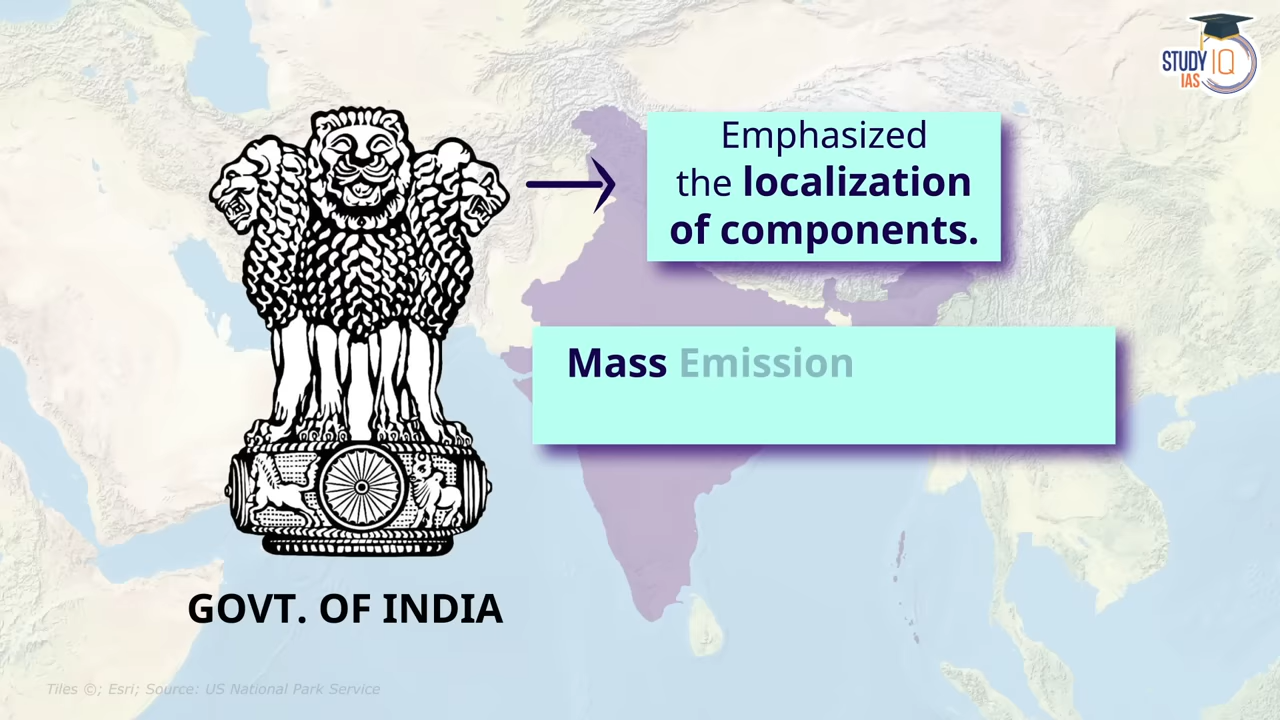 STUDY IQ
IAS
Emphasized
the localization
of components.
Mass Emission
GOVT. OF INDIA
Tiles ©; Esri; Source: US National Park Service